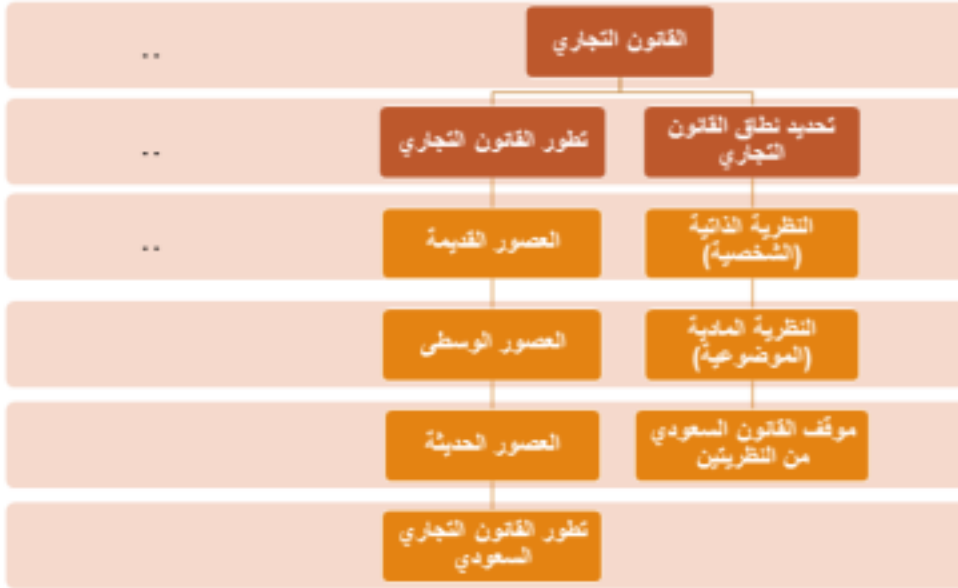 القانون التجاري
..
تحديد نطاق القانون
التجاري
تطور القانون التجاري
..
النظرية الذاتية
(الشخصية)
العصور القديمة
..
النظرية المادية
(الموضوعية)
العصور الوسطى
موقف القانون السعودي
من النظريتين
العصور الحديثة
تطور القانون التجاري
السعودي